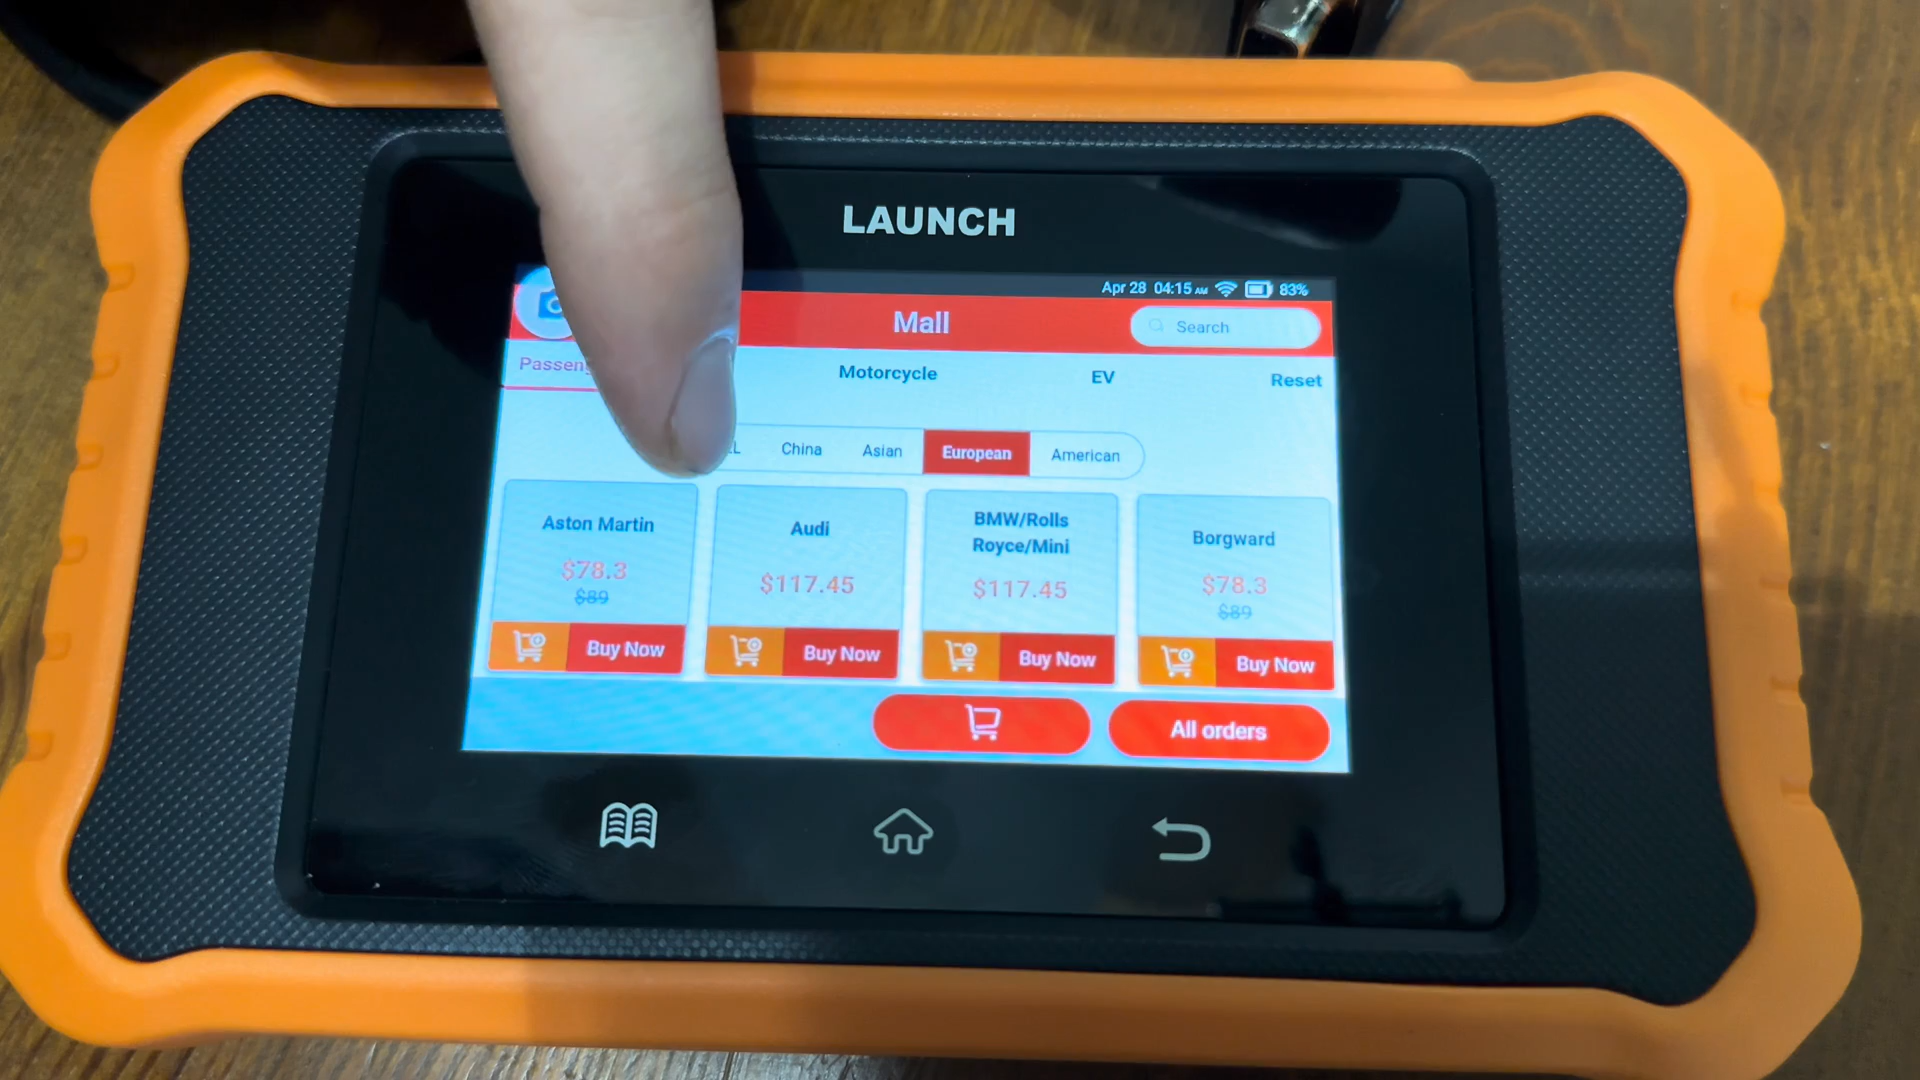 LAUNCH
Apr 28 04:15 AM 83%
Mall
Search
Motorcycle
EV
Reset
China
Asian
European
American
Aston Martin
$78.3
$89
Buy Now
Audi
$117.45
Buy Now
BMW/Rolls
Royce/Mini
$117.45
Buy Now
Borgward
$78.3
$89
Buy Now
All orders